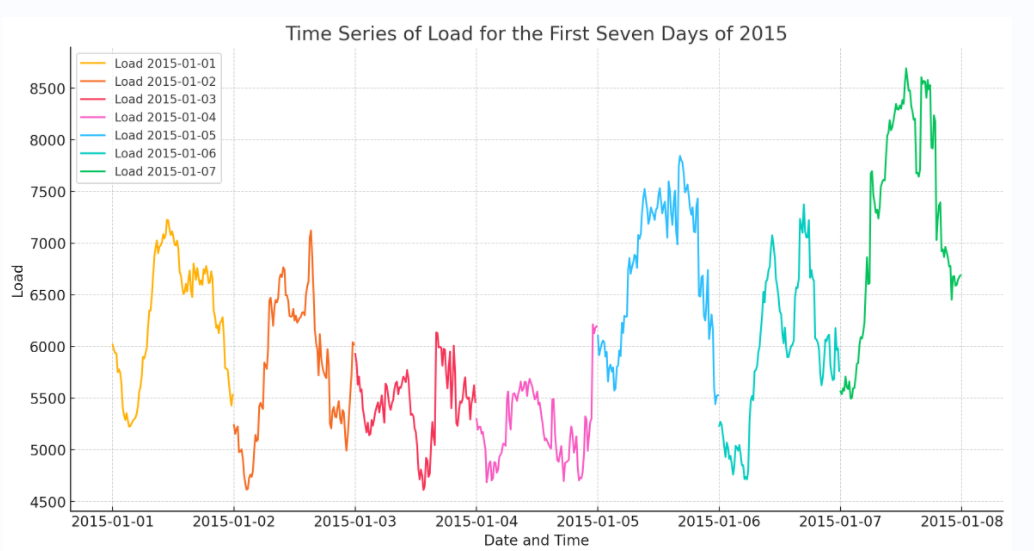 Time Series of Load for the First Seven Days of 2015
Load 2015-01-01
Load 2015-01-02
Load 2015-01-03
Load 2015-01-04
Load 2015-01-05
Load 2015-01-06
Load 2015-01-07
8500
8000
7500
7000
6500
6000
5500
5000
4500
Load
2015-01-01 2015-01-02 2015-01-03 2015-01-04 2015-01-05 2015-01-06 2015-01-07 2015-01-08
Date and Time